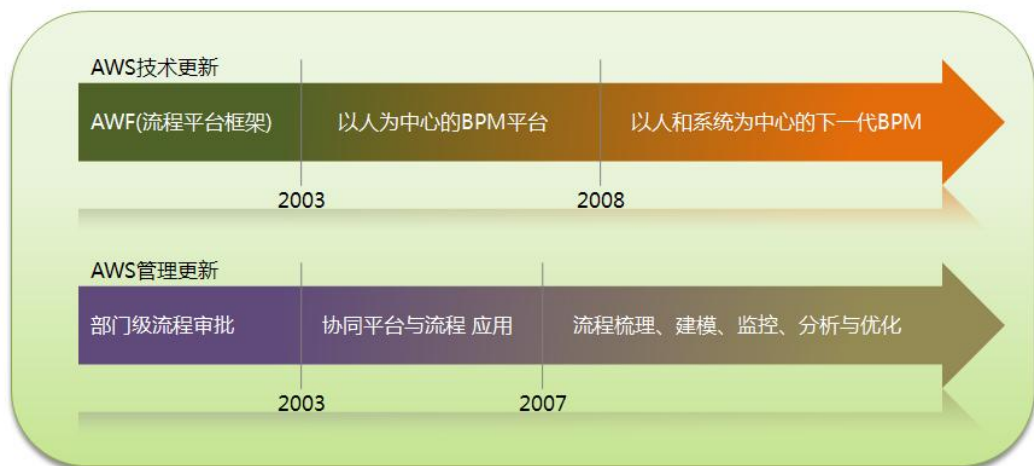 AWS技术更新
AWF(流程平台框架) 以人为中心的BPM平台 以人和系统为中心的下一代BPM
2003 2008
AWS管理更新
部门级流程审批 协同平台与流程 应用 流程梳理、建模、监控、分析与优化
2003 2007